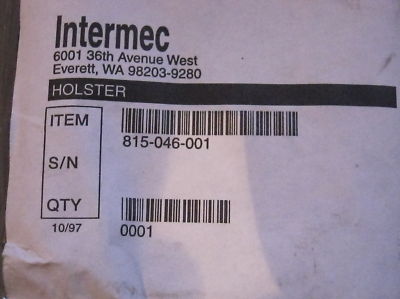 Intermec
6001 36th Avenue West
Everett, WA 98203-9280
HOLSTER
ITEM
815-046-001
S/N
QTY
0001
10/97